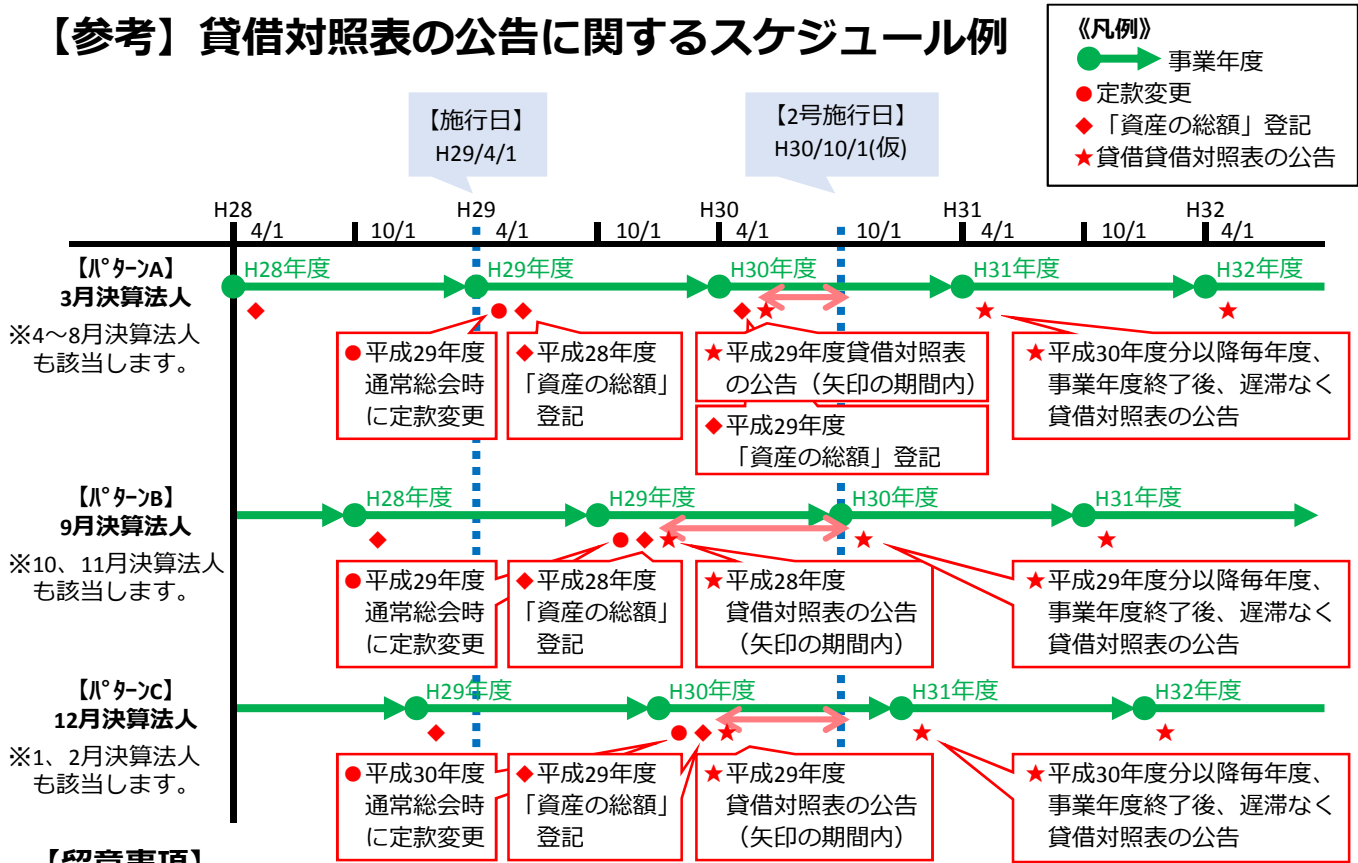 【参考】貸借対照表の公告に関するスケジュール例
《凡例》
事業年度
●定款変更
◆「資産の総額」登記
★貸借貸借対照表の公告
【施行日】
H29/4/1
【2号施行日】
H30/10/1(仮)
H28 H29 H30 H31 H32
4/1 10/1 4/1 10/1 4/1 10/1 4/1 10/1 4/1
【ﾊﾟﾀｰﾝA】
3月決算法人
※4～8月決算法人
も該当します。
H28年度 H29年度 H30年度 H31年度 H32年度
●平成29年度
通常総会時
に定款変更
◆平成28年度
「資産の総額」
登記
★平成29年度貸借対照表
の公告（矢印の期間内）
◆平成29年度
「資産の総額」登記
★平成30年度分以降毎年度、
事業年度終了後、遅滞なく
貸借対照表の公告
【ﾊﾟﾀｰﾝB】
9月決算法人
※10、11月決算法人
も該当します。
H28年度 H29年度 H30年度 H31年度
●平成29年度
通常総会時
に定款変更
◆平成28年度
「資産の総額」
登記
★平成28年度
貸借対照表の公告
（矢印の期間内）
★平成29年度分以降毎年度、
事業年度終了後、遅滞なく
貸借対照表の公告
【ﾊﾟﾀｰﾝC】
12月決算法人
※1、2月決算法人
も該当します。
H29年度 H30年度 H31年度 H32年度
●平成30年度
通常総会時
に定款変更
◆平成29年度
「資産の総額」
登記
★平成29年度
貸借対照表の公告
（矢印の期間内）
★平成30年度分以降毎年度、
事業年度終了後、遅滞なく
貸借対照表の公告
【留意事項】